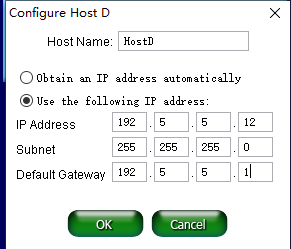 Configure Host D
Host Name: HostD
Obtain an IP address automatically
Use the following IP address:
IP Address 192 . 5 . 5 . 12
Subnet 255 . 255 . 255 . 0
Default Gateway 192 . 5 . 5 . 1
OK Cancel